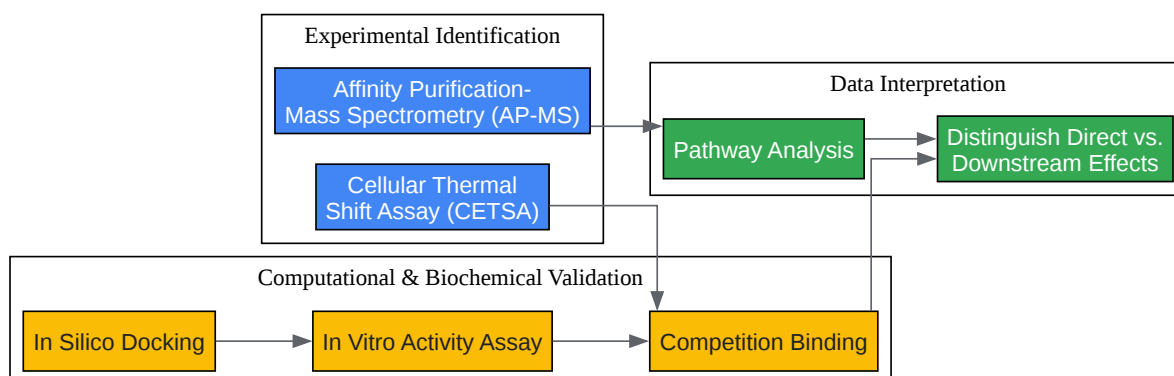 Experimental Identification
Affinity Purification-
Mass Spectrometry (AP-MS)
Cellular Thermal
Shift Assay (CETSA)
Data Interpretation
Pathway Analysis
Distinguish Direct vs.
Downstream Effects
Computational & Biochemical Validation
In Silico Docking
In Vitro Activity Assay
Competition Binding